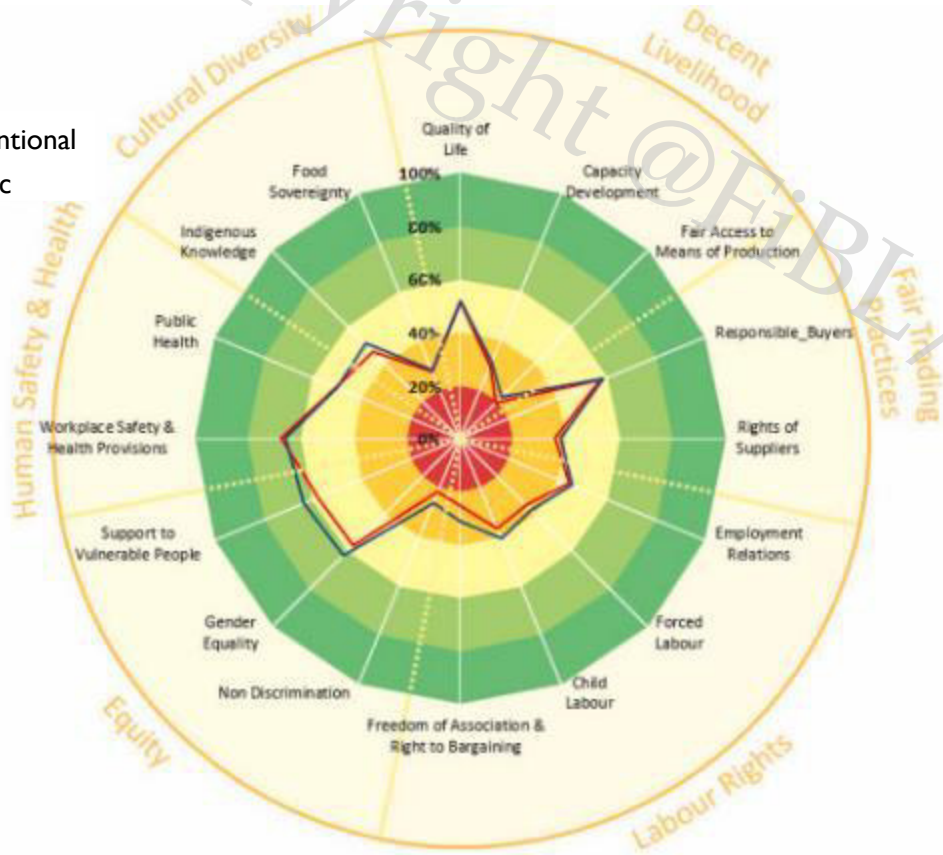 Cultural Diversity
Decent
Livelihood
ntional
c
Quality of
Life
Food
Sovereignty
100%
Capacity
Development
Indigenous
Knowledge
80%
Fair Access to
Means of Production
60%
Public
Health
40%
Responsible_Buyers
Fair Trading
Practices
Human Safety & Health
20%
Workplace Safety &
Health Provisions
0%
Rights of
Suppliers
Support to
Vulnerable People
Employment
Relations
Gender
Equality
Forced
Labour
Non Discrimination
Child
Labour
Freedom of Association &
Right to Bargaining
Equity
Labour Rights
pyright @FiBL,